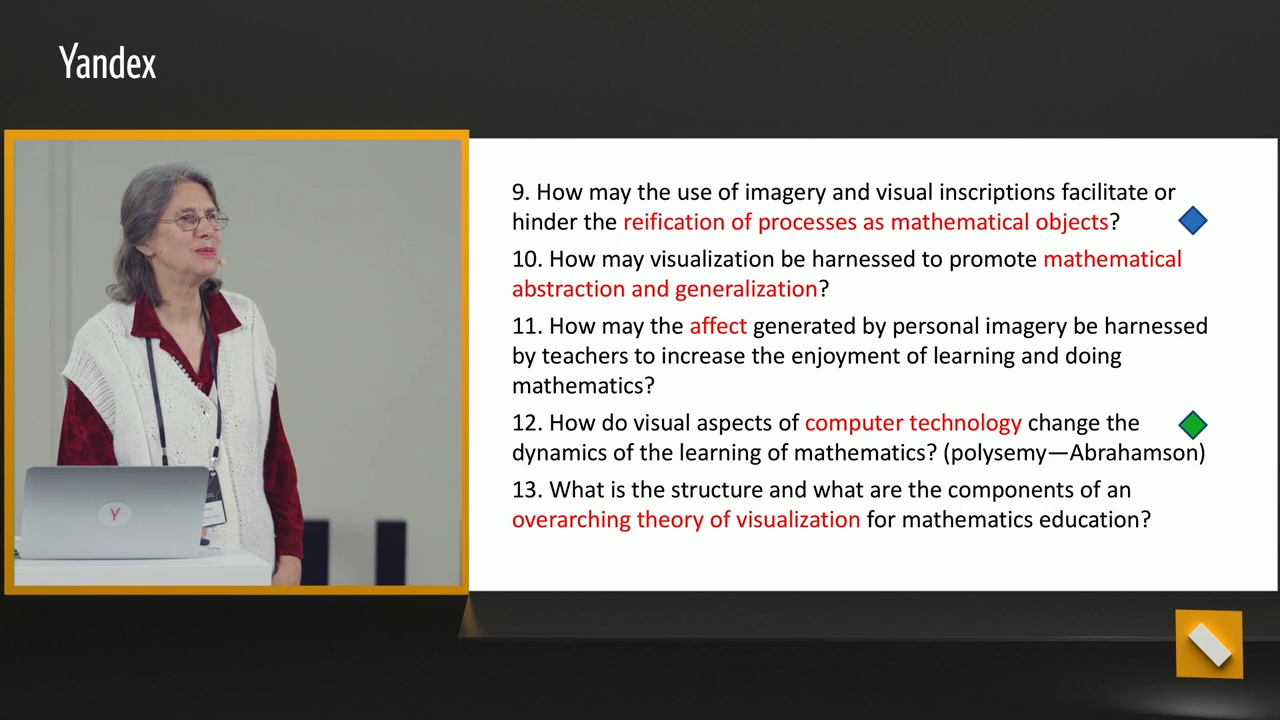 Yandex
9. How may the use of imagery and visual inscriptions facilitate or
hinder the reification of processes as mathematical objects?
10. How may visualization be harnessed to promote mathematical
abstraction and generalization?
11. How may the affect generated by personal imagery be harnessed
by teachers to increase the enjoyment of learning and doing
mathematics?
12. How do visual aspects of computer technology change the
dynamics of the learning of mathematics? (polysemy—Abrahamson)
13. What is the structure and what are the components of an
overarching theory of visualization for mathematics education?
Y